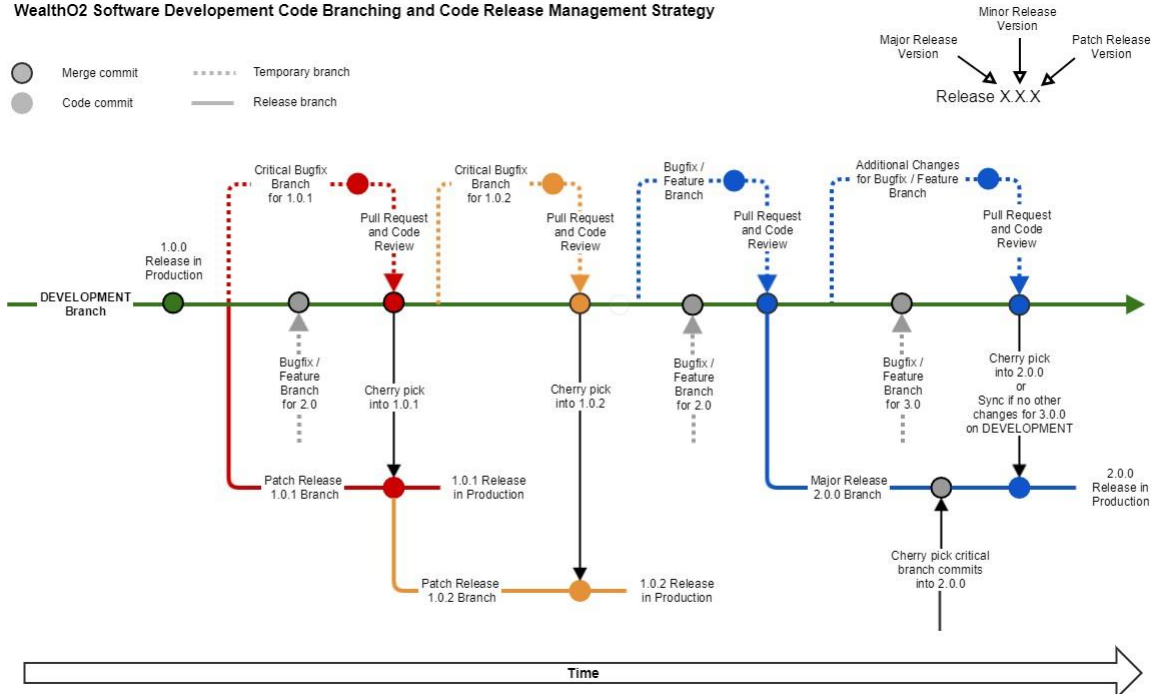 WealthO2 Software Developement Code Branching and Code Release Management Strategy
Minor Release
Version
Major Release
Version
Patch Release
Version
Release X.X.X
Merge commit
Temporary branch
Code commit
Release branch
Critical Bugfix
Branch
for 1.0.1
Critical Bugfix
Branch
for 1.0.2
Bugfix /
Feature
Branch
Additional Changes
for Bugfix / Feature
Branch
Pull Request
and Code
Review
Pull Request
and Code
Review
Pull Request
and Code
Review
Pull Request
and Code
Review
1.0.0
Release in
Production
DEVELOPMENT
Branch
Bugfix /
Feature
Branch
for 2.0
Cherry pick
into 1.0.1
Cherry pick
into 1.0.2
Bugfix /
Feature
Branch
for 2.0
Bugfix /
Feature
Branch
for 3.0
Cherry pick
into 2.0.0
or
Sync if no other
changes for 3.0.0
on DEVELOPMENT
Patch Release
1.0.1 Branch
1.0.1 Release
in Production
Major Release
2.0.0 Branch
2.0.0
Release in
Production
Patch Release
1.0.2 Branch
1.0.2 Release
in Production
Cherry pick critical
branch commits
into 2.0.0
Time